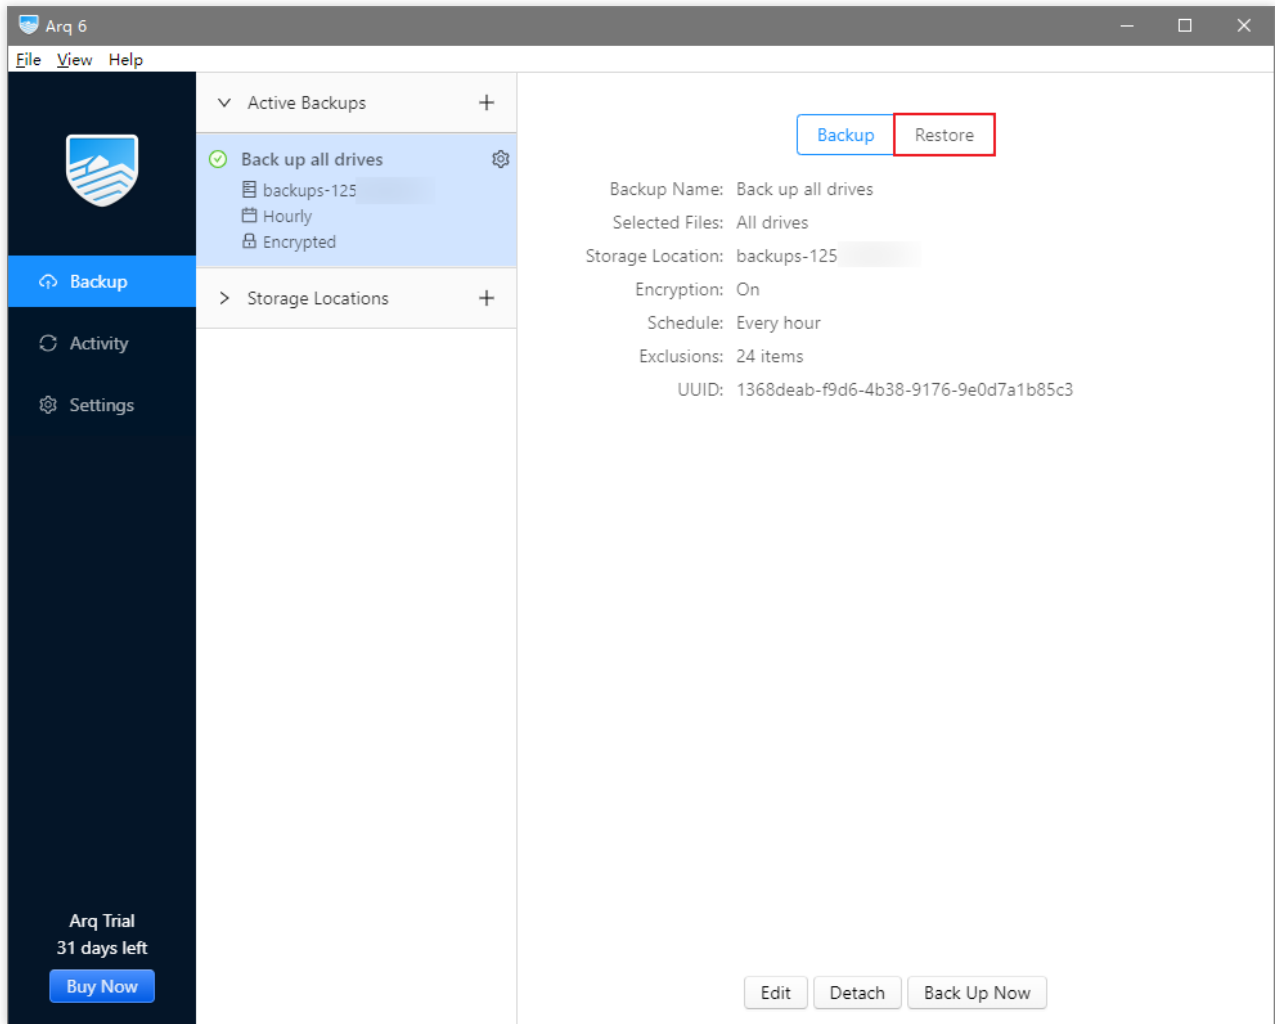 Arq 6
File View Help
Active Backups
Back up all drives
backups-125
Hourly
Encrypted
Storage Locations
Backup
Activity
Settings
Arq Trial
31 days left
Buy Now
Backup Restore
Backup Name: Back up all drives
Selected Files: All drives
Storage Location: backups-125
Encryption: On
Schedule: Every hour
Exclusions: 24 items
UUID: 1368deab-f9d6-4b38-9176-9e0d7a1b85c3
Edit Detach Back Up Now